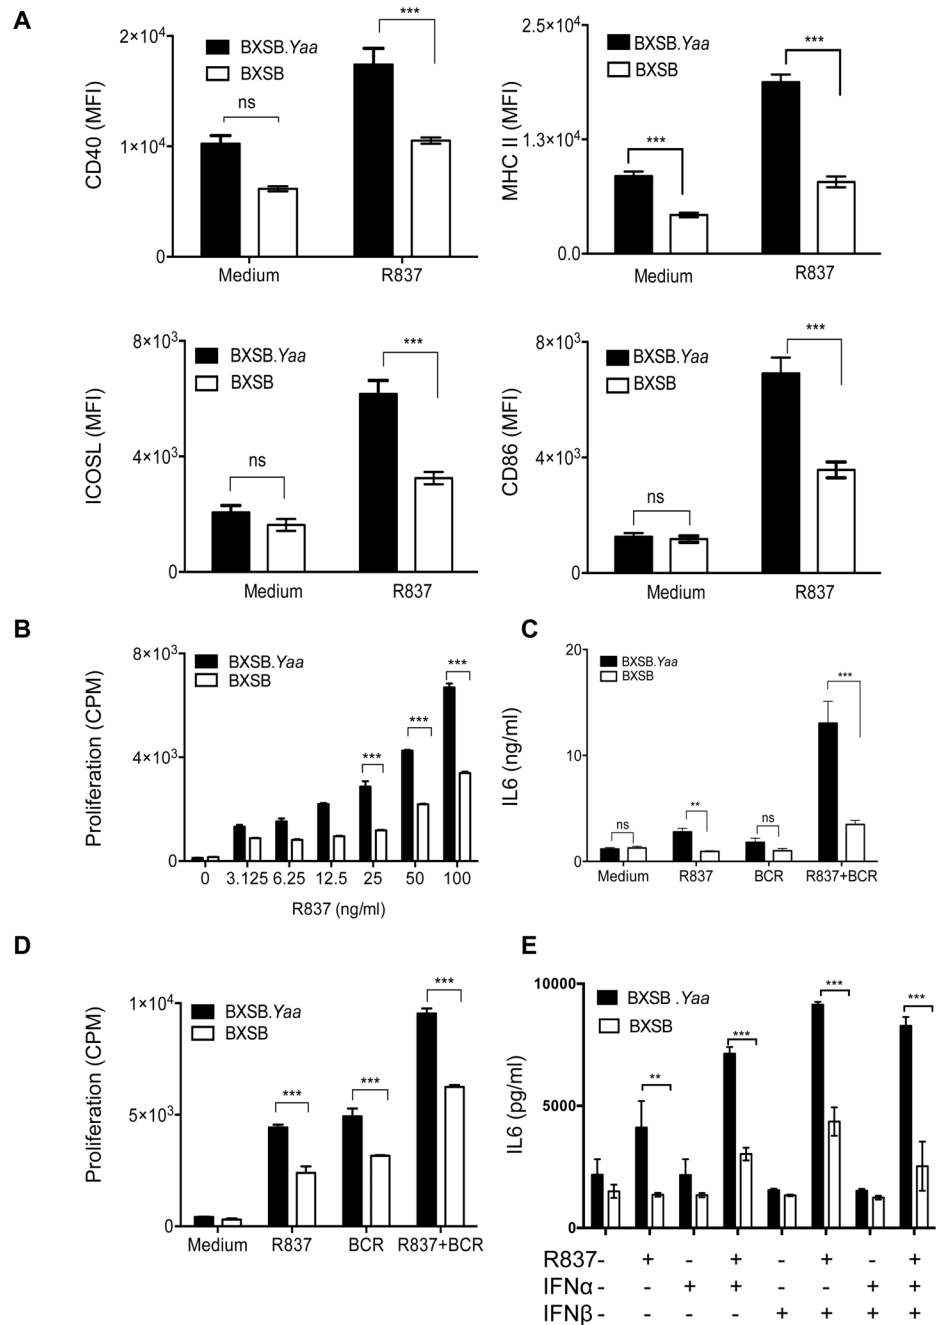 A
CD40 (MFI)
2×10⁴
1×10⁴
0
BXSB.Yaa
BXSB
ns
***
Medium
R837
MHC II (MFI)
2.5×10⁴
1.3×10⁴
0.0
BXSB.Yaa
BXSB
***
***
Medium
R837
ICOSL (MFI)
8×10³
4×10³
0
BXSB.Yaa
BXSB
ns
***
Medium
R837
CD86 (MFI)
8×10³
4×10³
0
BXSB.Yaa
BXSB
ns
***
Medium
R837
B
Proliferation (CPM)
8×10³
4×10³
0
BXSB.Yaa
BXSB
***
***
***
0 3.125 6.25 12.5 25 50 100
R837 (ng/ml)
C
IL6 (ng/ml)
20
10
0
BXSB.Yaa
BXSB
ns
**
ns
***
Medium R837 BCR R837+BCR
D
Proliferation (CPM)
1×10⁴
5×10³
0
BXSB.Yaa
BXSB
***
***
***
Medium R837 BCR R837+BCR
E
IL6 (pg/ml)
10000
5000
0
BXSB .Yaa
BXSB
**
***
***
***
R837 - + - + - + - +
IFNα - - + + - - + +
IFNβ - - - - + + + +